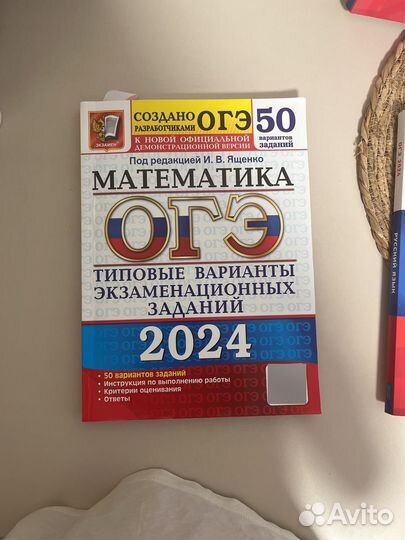 СОЗДАНО
РАЗРАБОТЧИКАМИ ОГЭ
К НОВОЙ ОФИЦИАЛЬНОЙ
ДЕМОНСТРАЦИОННОЙ ВЕРСИИ
50
вариантов
заданий
ЭКЗАМЕН
Под редакцией И. В. Ященко
МАТЕМАТИКА
ОГЭ
ТИПОВЫЕ ВАРИАНТЫ
ЭКЗАМЕНАЦИОННЫХ
ЗАДАНИЙ
2024
• 50 вариантов заданий
• Инструкция по выполнению работы
• Критерии оценивания
• Ответы
РУССКИЙ ЯЗЫК
Avito